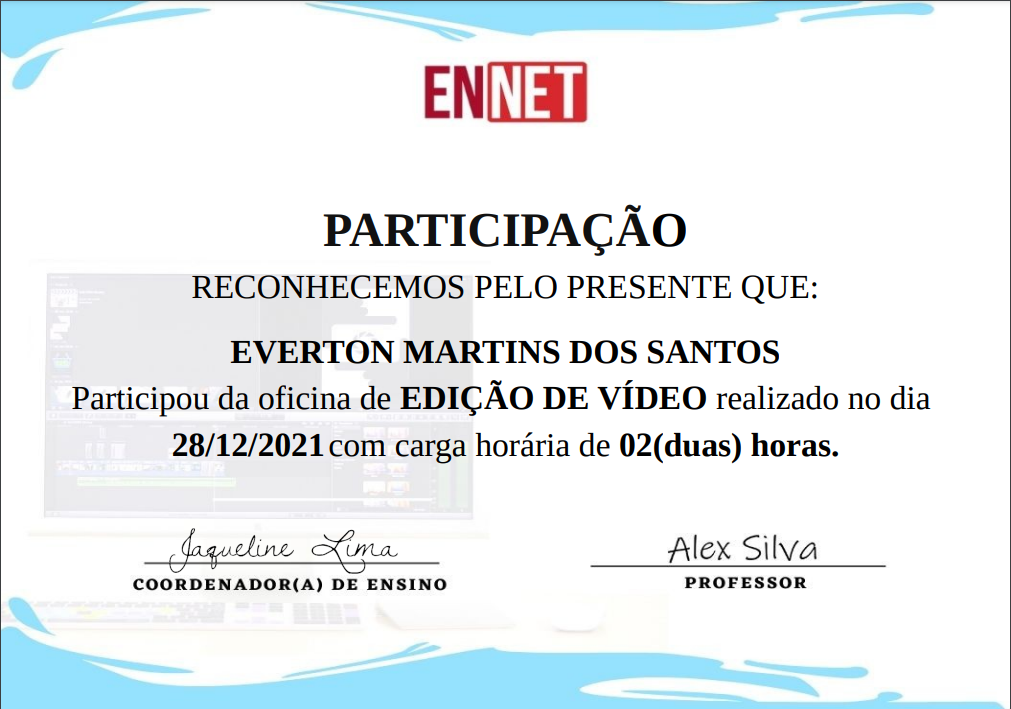 ENNET
PARTICIPAÇÃO
RECONHECEMOS PELO PRESENTE QUE:
EVERTON MARTINS DOS SANTOS
Participou da oficina de EDIÇÃO DE VÍDEO realizado no dia
28/12/2021 com carga horária de 02(duas) horas.
Jaqueline Lima
COORDENADOR(A) DE ENSINO
Alex Silva
PROFESSOR